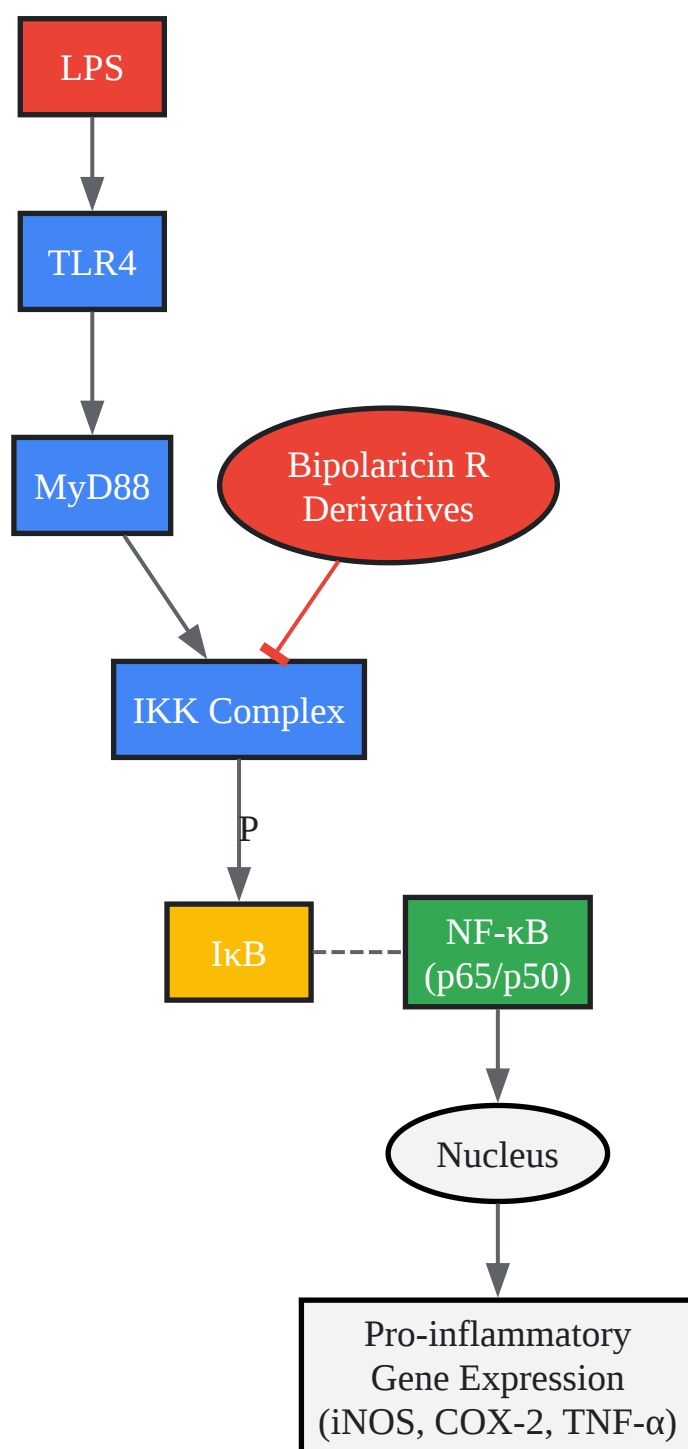 LPS
TLR4
MyD88
Bipolaricin R
Derivatives
IKK Complex
P
IκB
NF-κB
(p65/p50)
Nucleus
Pro-inflammatory
Gene Expression
(iNOS, COX-2, TNF-α)